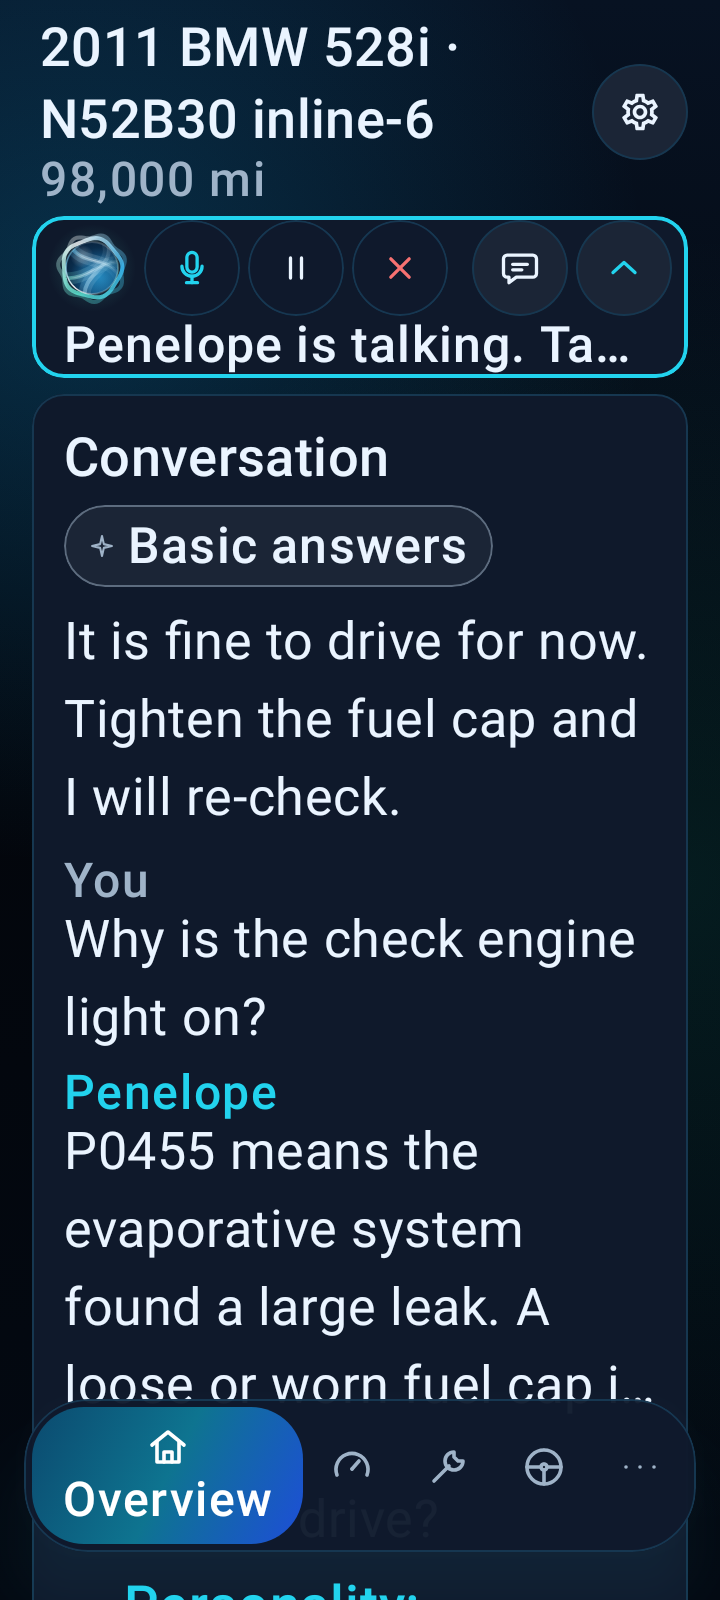 2011 BMW 528i ·
N52B30 inline-6
98,000 mi
Penelope is talking. Ta…
Conversation
Basic answers
It is fine to drive for now.
Tighten the fuel cap and
I will re-check.
You
Why is the check engine
light on?
Penelope
P0455 means the
evaporative system
found a large leak. A
loose or worn fuel cap i…
Overview
drive?
Personality: